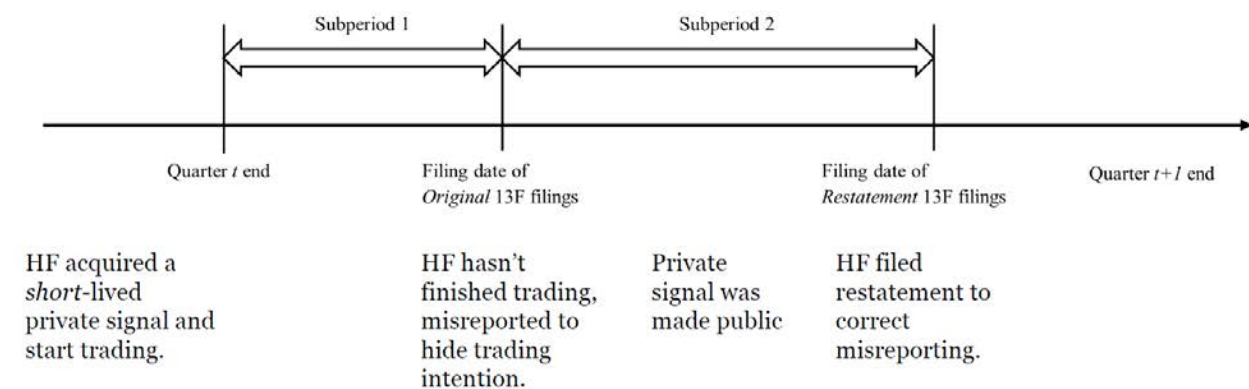 Subperiod 1
Subperiod 2
Quarter t end
Filing date of
Original 13F filings
Filing date of
Restatement 13F filings
Quarter t+1 end
HF acquired a
short-lived
private signal and
start trading.
HF hasn't
finished trading,
misreported to
hide trading
intention.
Private
signal was
made public
HF filed
restatement to
correct
misreporting.